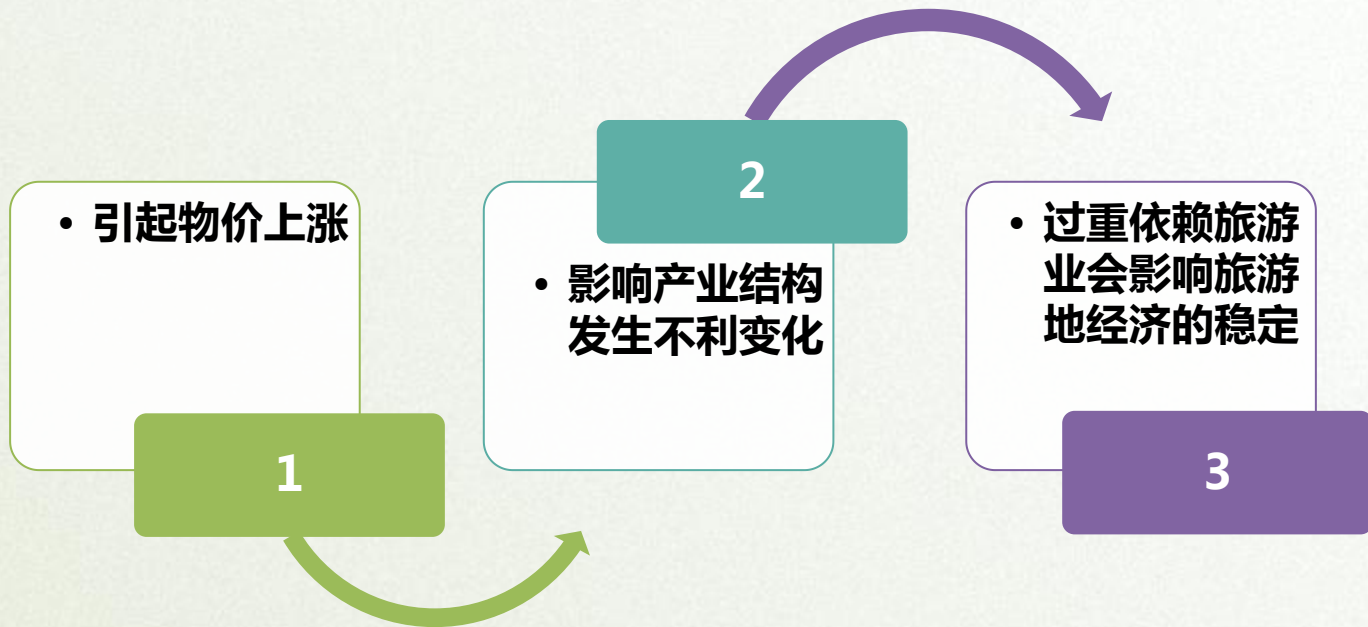 • 引起物价上涨
1
2
• 影响产业结构
发生不利变化
• 过重依赖旅游
业会影响旅游
地经济的稳定
3